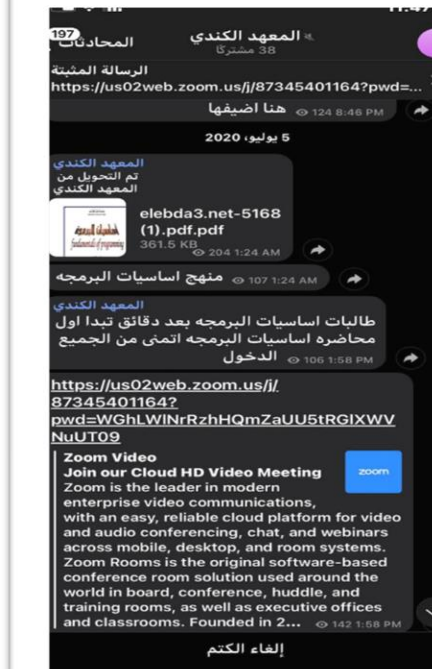 11:49
197
المحادثات
المعهد الكندي
38 مشتركًا
الرسالة المثبتة
https://us02web.zoom.us/j/87345401164?pwd=...
هنا اضيفها
124 8:46 PM
5 يوليو، 2020
المعهد الكندي
تم التحويل من
المعهد الكندي
اساسيات البرمجة
fundamentals of programming
elebda3.net-5168
(1).pdf.pdf
361.5 KB
204 1:24 AM
منهج اساسيات البرمجه
107 1:24 AM
المعهد الكندي
طالبات اساسيات البرمجه بعد دقائق تبدا اول
محاضره اساسيات البرمجه اتمنى من الجميع
الدخول
106 1:58 PM
https://us02web.zoom.us/j/
87345401164?
pwd=WGhLWlNrRzhHQmZaUU5tRGlXWV
NuUT09
Zoom Video
Join our Cloud HD Video Meeting
zoom
Zoom is the leader in modern
enterprise video communications,
with an easy, reliable cloud platform for video
and audio conferencing, chat, and webinars
across mobile, desktop, and room systems.
Zoom Rooms is the original software-based
conference room solution used around the
world in board, conference, huddle, and
training rooms, as well as executive offices
and classrooms. Founded in 2...
142 1:58 PM
إلغاء الكتم